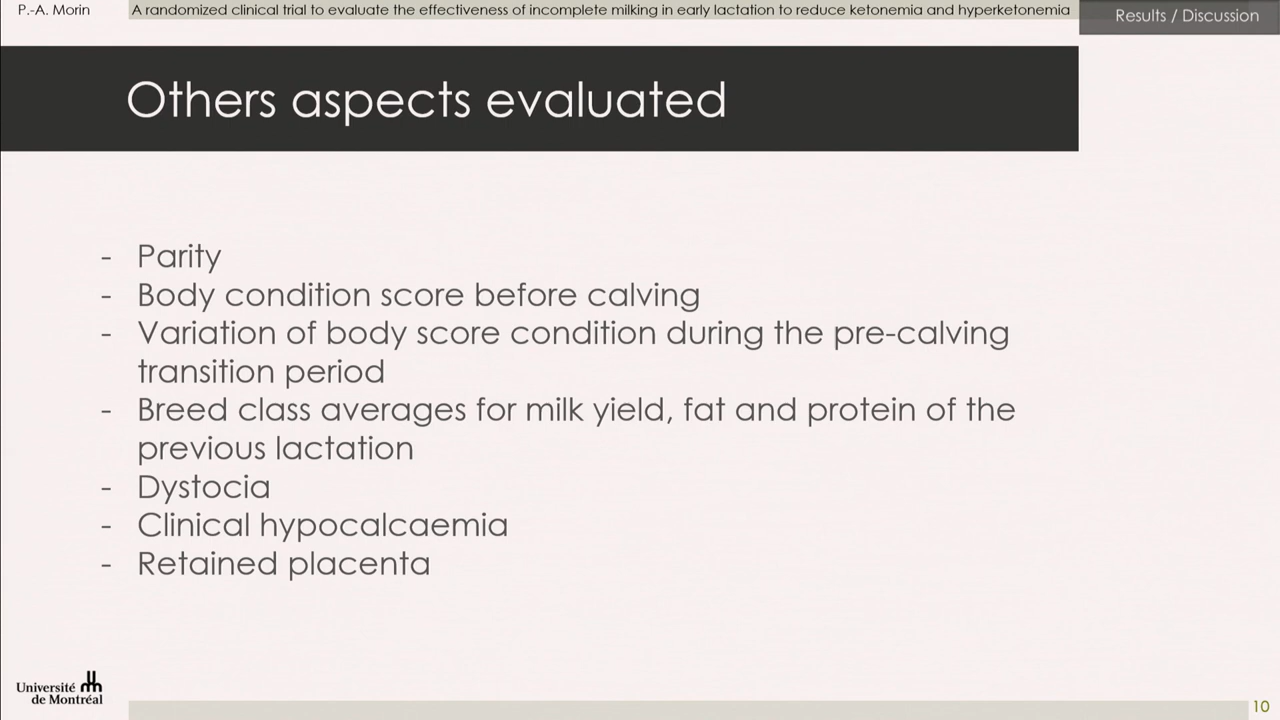 P.-A. Morin
A randomized clinical trial to evaluate the effectiveness of incomplete milking in early lactation to reduce ketonemia and hyperketonemia
Results / Discussion
Others aspects evaluated
- Parity
- Body condition score before calving
- Variation of body score condition during the pre-calving
transition period
- Breed class averages for milk yield, fat and protein of the
previous lactation
- Dystocia
- Clinical hypocalcaemia
- Retained placenta
Université
de Montréal
10